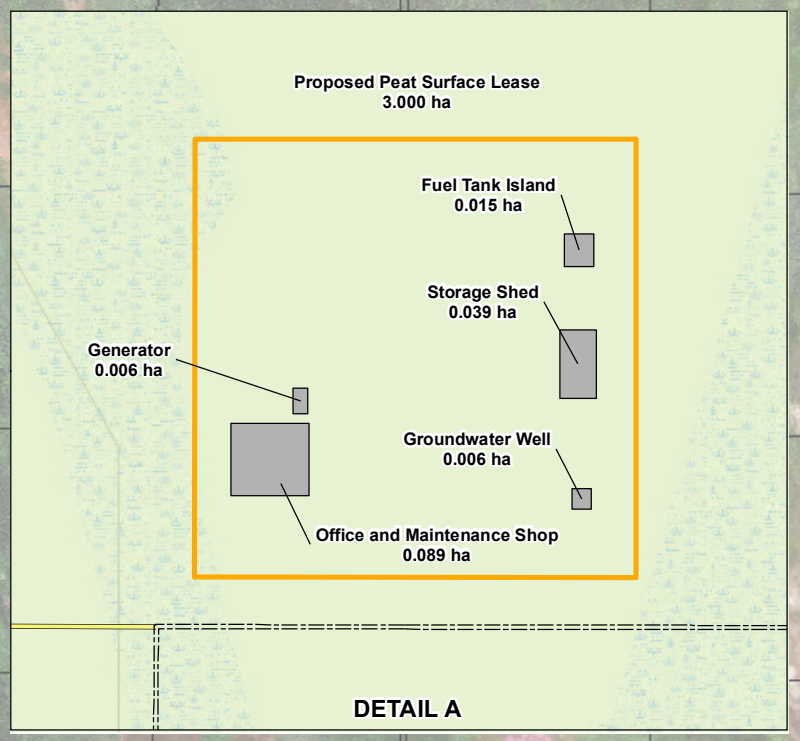 Proposed Peat Surface Lease
3.000 ha
Fuel Tank Island
0.015 ha
Storage Shed
0.039 ha
Generator
0.006 ha
Groundwater Well
0.006 ha
Office and Maintenance Shop
0.089 ha
DETAIL A